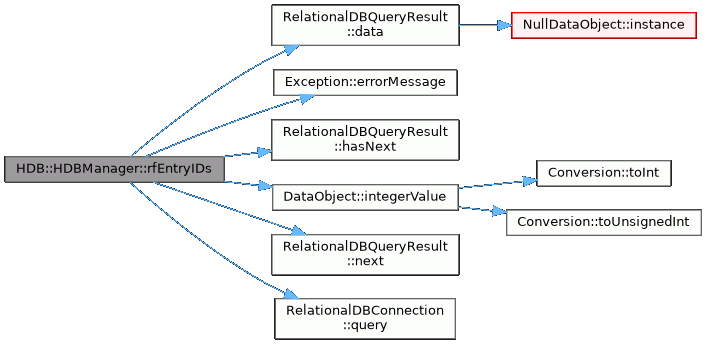 RelationalDBQueryResult
::data
NullDataObject::instance
Exception::errorMessage
RelationalDBQueryResult
::hasNext
HDB::HDBManager::rfEntryIDs
Conversion::toInt
DataObject::integerValue
Conversion::toUnsignedInt
RelationalDBQueryResult
::next
RelationalDBConnection
::query